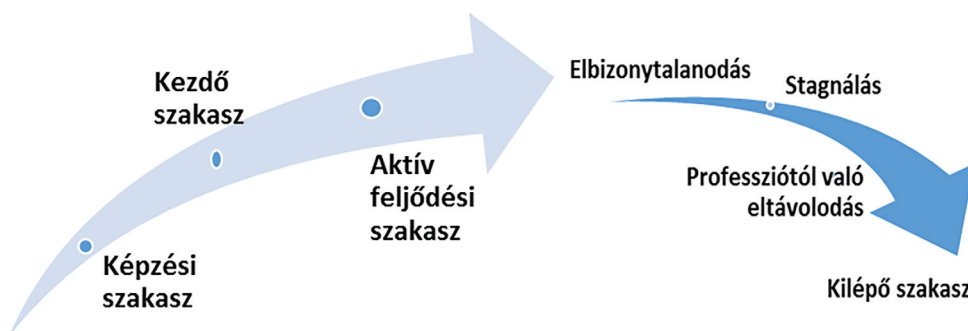 Kezdő
szakasz
Aktív
feljődési
szakasz
Képzési
szakasz
Elbizonytalanodás
Stagnálás
Professziótól való
eltávolodás
Kilépő szakasz